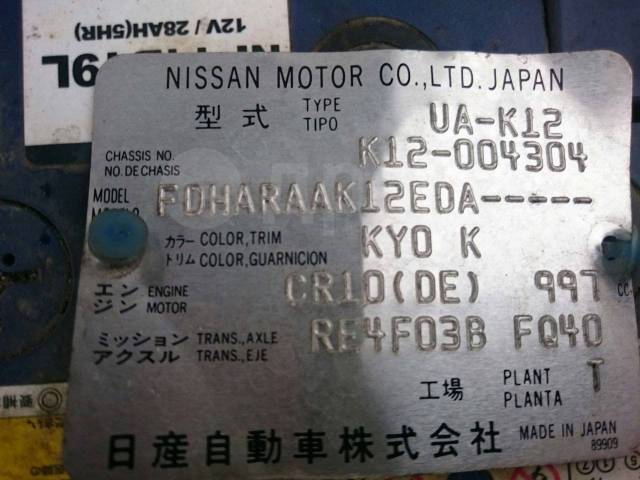 12V / 28AH(5HR)
19L
NISSAN MOTOR CO.,LTD. JAPAN
型式 TYPE TIPO UA-K12
CHASSIS NO. NO. DE CHASIS K12-004304
MODEL FDHARAAK12EDA-----
カラー COLOR,TRIM トリム COLOR,GUARNICION KY0 K
エンジン ENGINE MOTOR CR10(DE) 997 CC
ミッション TRANS.,AXLE アクスル TRANS.,EJE RE4F03B FQ40
工場 PLANT PLANTA T
日産自動車株式会社 MADE IN JAPAN
89909